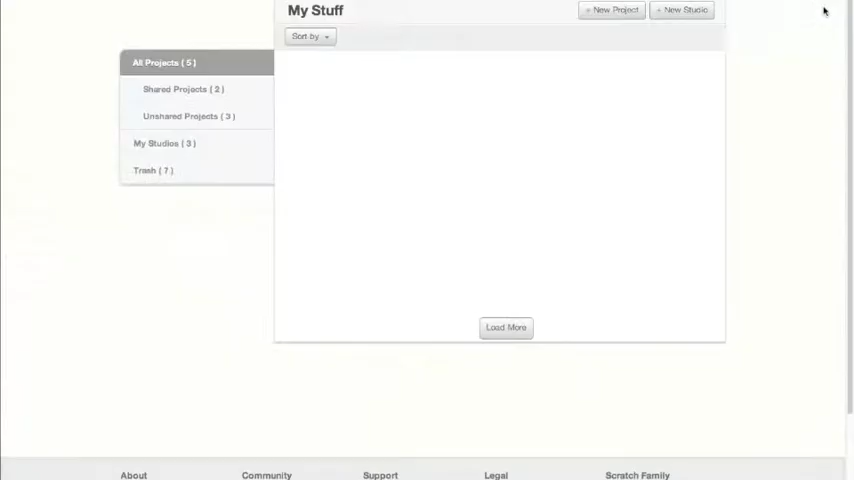 My Stuff
+ New Project
+ New Studio
Sort by
All Projects ( 5 )
Shared Projects ( 2 )
Unshared Projects ( 3 )
My Studios ( 3 )
Trash ( 7 )
Load More
About
Community
Support
Legal
Scratch Family